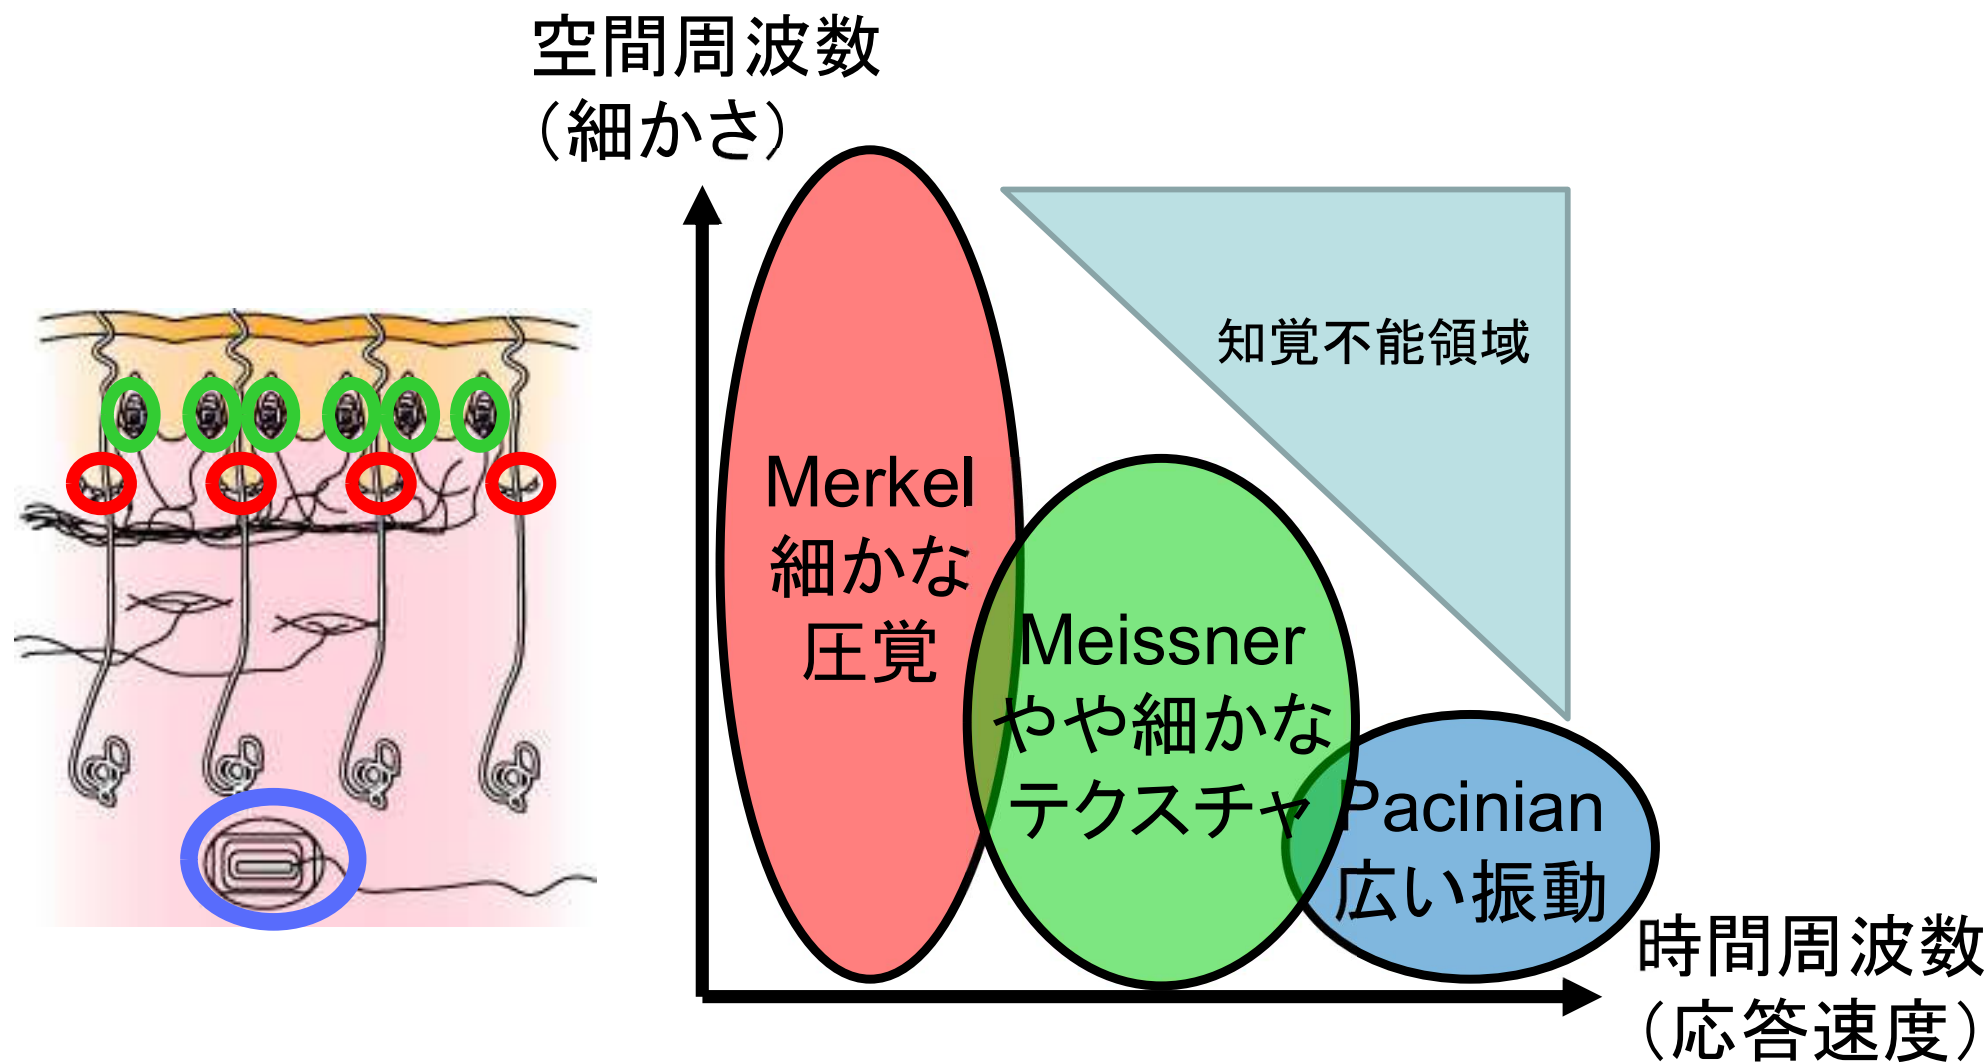 空間周波数
（細かさ）
知覚不能領域
Merkel
細かな
圧覚
Meissner
やや細かな
テクスチャ
Pacinian
広い振動
時間周波数
（応答速度）